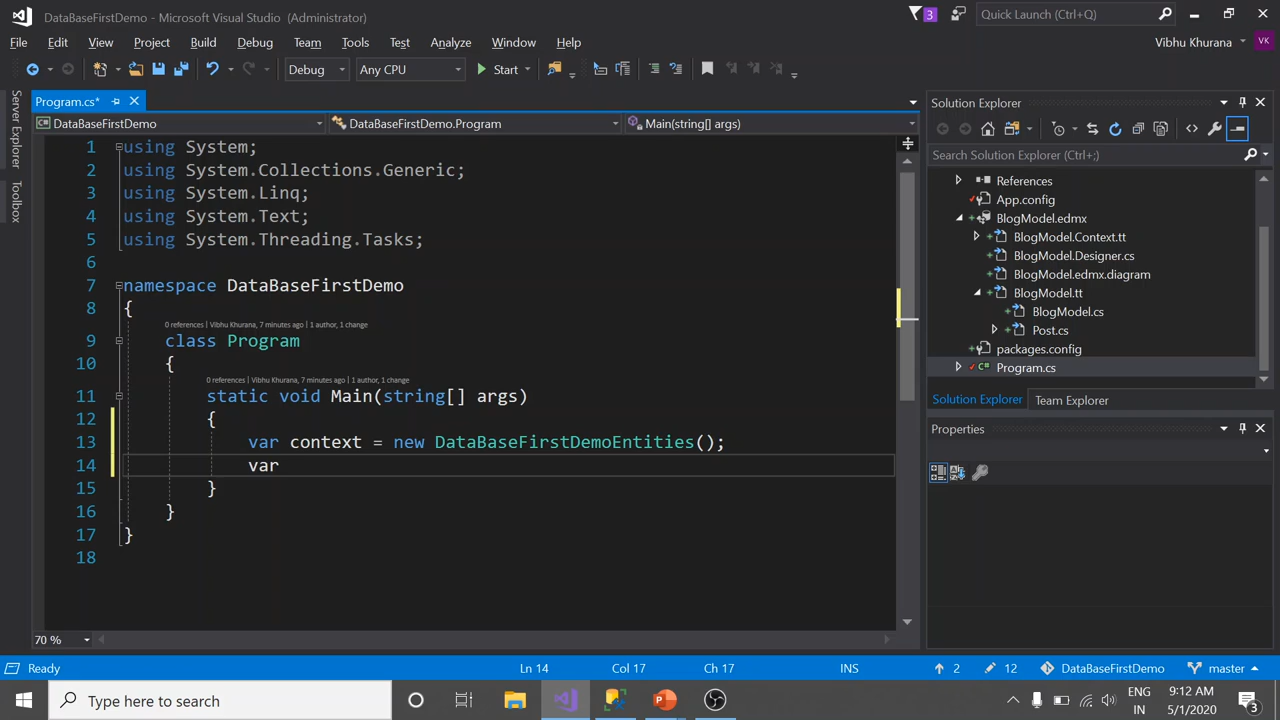 DataBaseFirstDemo - Microsoft Visual Studio (Administrator)
3
Quick Launch (Ctrl+Q)
File Edit View Project Build Debug Team Tools Test Analyze Window Help
Vibhu Khurana
VK
Debug
Any CPU
Start
Server Explorer
Toolbox
Program.cs*
DataBaseFirstDemo
DataBaseFirstDemo.Program
Main(string[] args)
1 using System;
2 using System.Collections.Generic;
3 using System.Linq;
4 using System.Text;
5 using System.Threading.Tasks;
6
7 namespace DataBaseFirstDemo
8 {
0 references | Vibhu Khurana, 7 minutes ago | 1 author, 1 change
9 class Program
10 {
0 references | Vibhu Khurana, 7 minutes ago | 1 author, 1 change
11 static void Main(string[] args)
12 {
13 var context = new DataBaseFirstDemoEntities();
14 var
15 }
16 }
17 }
18
70 %
Solution Explorer
Search Solution Explorer (Ctrl+;)
References
App.config
BlogModel.edmx
BlogModel.Context.tt
BlogModel.Designer.cs
BlogModel.edmx.diagram
BlogModel.tt
BlogModel.cs
Post.cs
packages.config
C# Program.cs
Solution Explorer
Team Explorer
Properties
Ready
Ln 14
Col 17
Ch 17
INS
2
12
DataBaseFirstDemo
master
Type here to search
ENG
IN
9:12 AM
5/1/2020
3